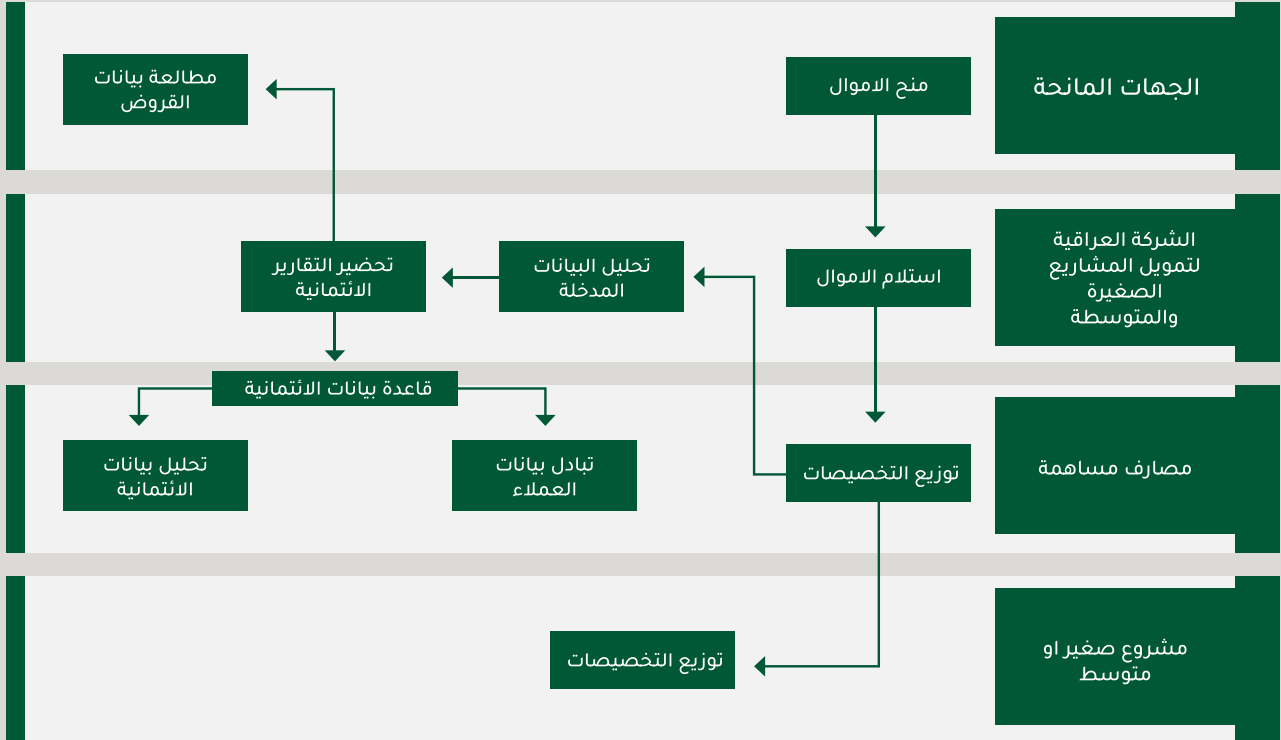 الجهات المانحة
منح الاموال
مطالعة بيانات
القروض
الشركة العراقية
لتمويل المشاريع
الصغيرة
والمتوسطة
استلام الاموال
تحليل البيانات
المدخلة
تحضير التقارير
الائتمانية
مصارف مساهمة
توزيع التخصيصات
قاعدة بيانات الائتمانية
تبادل بيانات
العملاء
تحليل بيانات
الائتمانية
مشروع صغير او
متوسط
توزيع التخصيصات